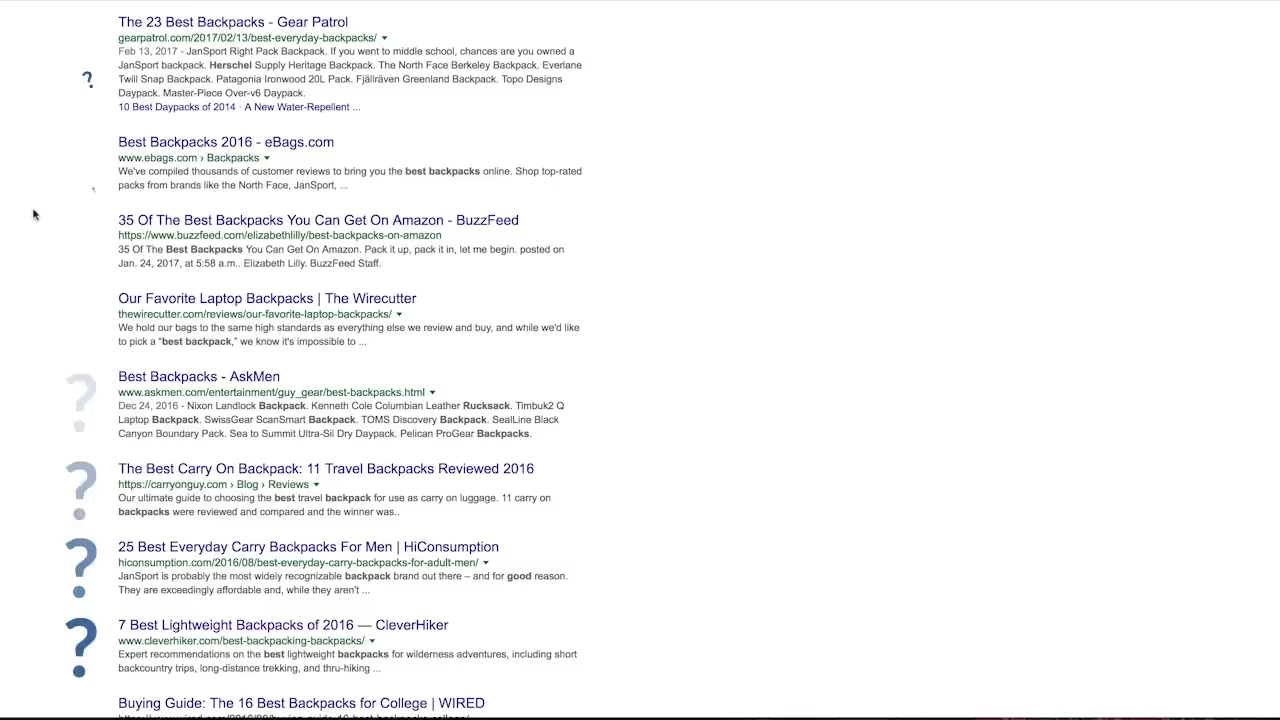 The 23 Best Backpacks - Gear Patrol
gearpatrol.com/2017/02/13/best-everyday-backpacks/
Feb 13, 2017 - JanSport Right Pack Backpack. If you went to middle school, chances are you owned a
JanSport backpack. Herschel Supply Heritage Backpack. The North Face Berkeley Backpack. Everlane
Twill Snap Backpack. Patagonia Ironwood 20L Pack. Fjällräven Greenland Backpack. Topo Designs
?
Daypack. Master-Piece Over-v6 Daypack.
10 Best Daypacks of 2014 · A New Water-Repellent ...
Best Backpacks 2016 - eBags.com
www.ebags.com › Backpacks
We've compiled thousands of customer reviews to bring you the best backpacks online. Shop top-rated
packs from brands like the North Face, JanSport, ...
35 Of The Best Backpacks You Can Get On Amazon - BuzzFeed
https://www.buzzfeed.com/elizabethlilly/best-backpacks-on-amazon
35 Of The Best Backpacks You Can Get On Amazon. Pack it up, pack it in, let me begin. posted on
Jan. 24, 2017, at 5:58 a.m.. Elizabeth Lilly. BuzzFeed Staff.
Our Favorite Laptop Backpacks | The Wirecutter
thewirecutter.com/reviews/our-favorite-laptop-backpacks/
We hold our bags to the same high standards as everything else we review and buy, and while we'd like
to pick a “best backpack,” we know it's impossible to ...
Best Backpacks - AskMen
www.askmen.com/entertainment/guy_gear/best-backpacks.html
?
Dec 24, 2016 - Nixon Landlock Backpack. Kenneth Cole Columbian Leather Rucksack. Timbuk2 Q
Laptop Backpack. SwissGear ScanSmart Backpack. TOMS Discovery Backpack. SealLine Black
Canyon Boundary Pack. Sea to Summit Ultra-Sil Dry Daypack. Pelican ProGear Backpacks.
The Best Carry On Backpack: 11 Travel Backpacks Reviewed 2016
https://carryonguy.com › Blog › Reviews
?
Our ultimate guide to choosing the best travel backpack for use as carry on luggage. 11 carry on
backpacks were reviewed and compared and the winner was..
25 Best Everyday Carry Backpacks For Men | HiConsumption
hiconsumption.com/2016/08/best-everyday-carry-backpacks-for-adult-men/
?
JanSport is probably the most widely recognizable backpack brand out there – and for good reason.
They are exceedingly affordable and, while they aren't ...
7 Best Lightweight Backpacks of 2016 — CleverHiker
www.cleverhiker.com/best-backpacking-backpacks/
?
Expert recommendations on the best lightweight backpacks for wilderness adventures, including short
backcountry trips, long-distance trekking, and thru-hiking ...
Buying Guide: The 16 Best Backpacks for College | WIRED